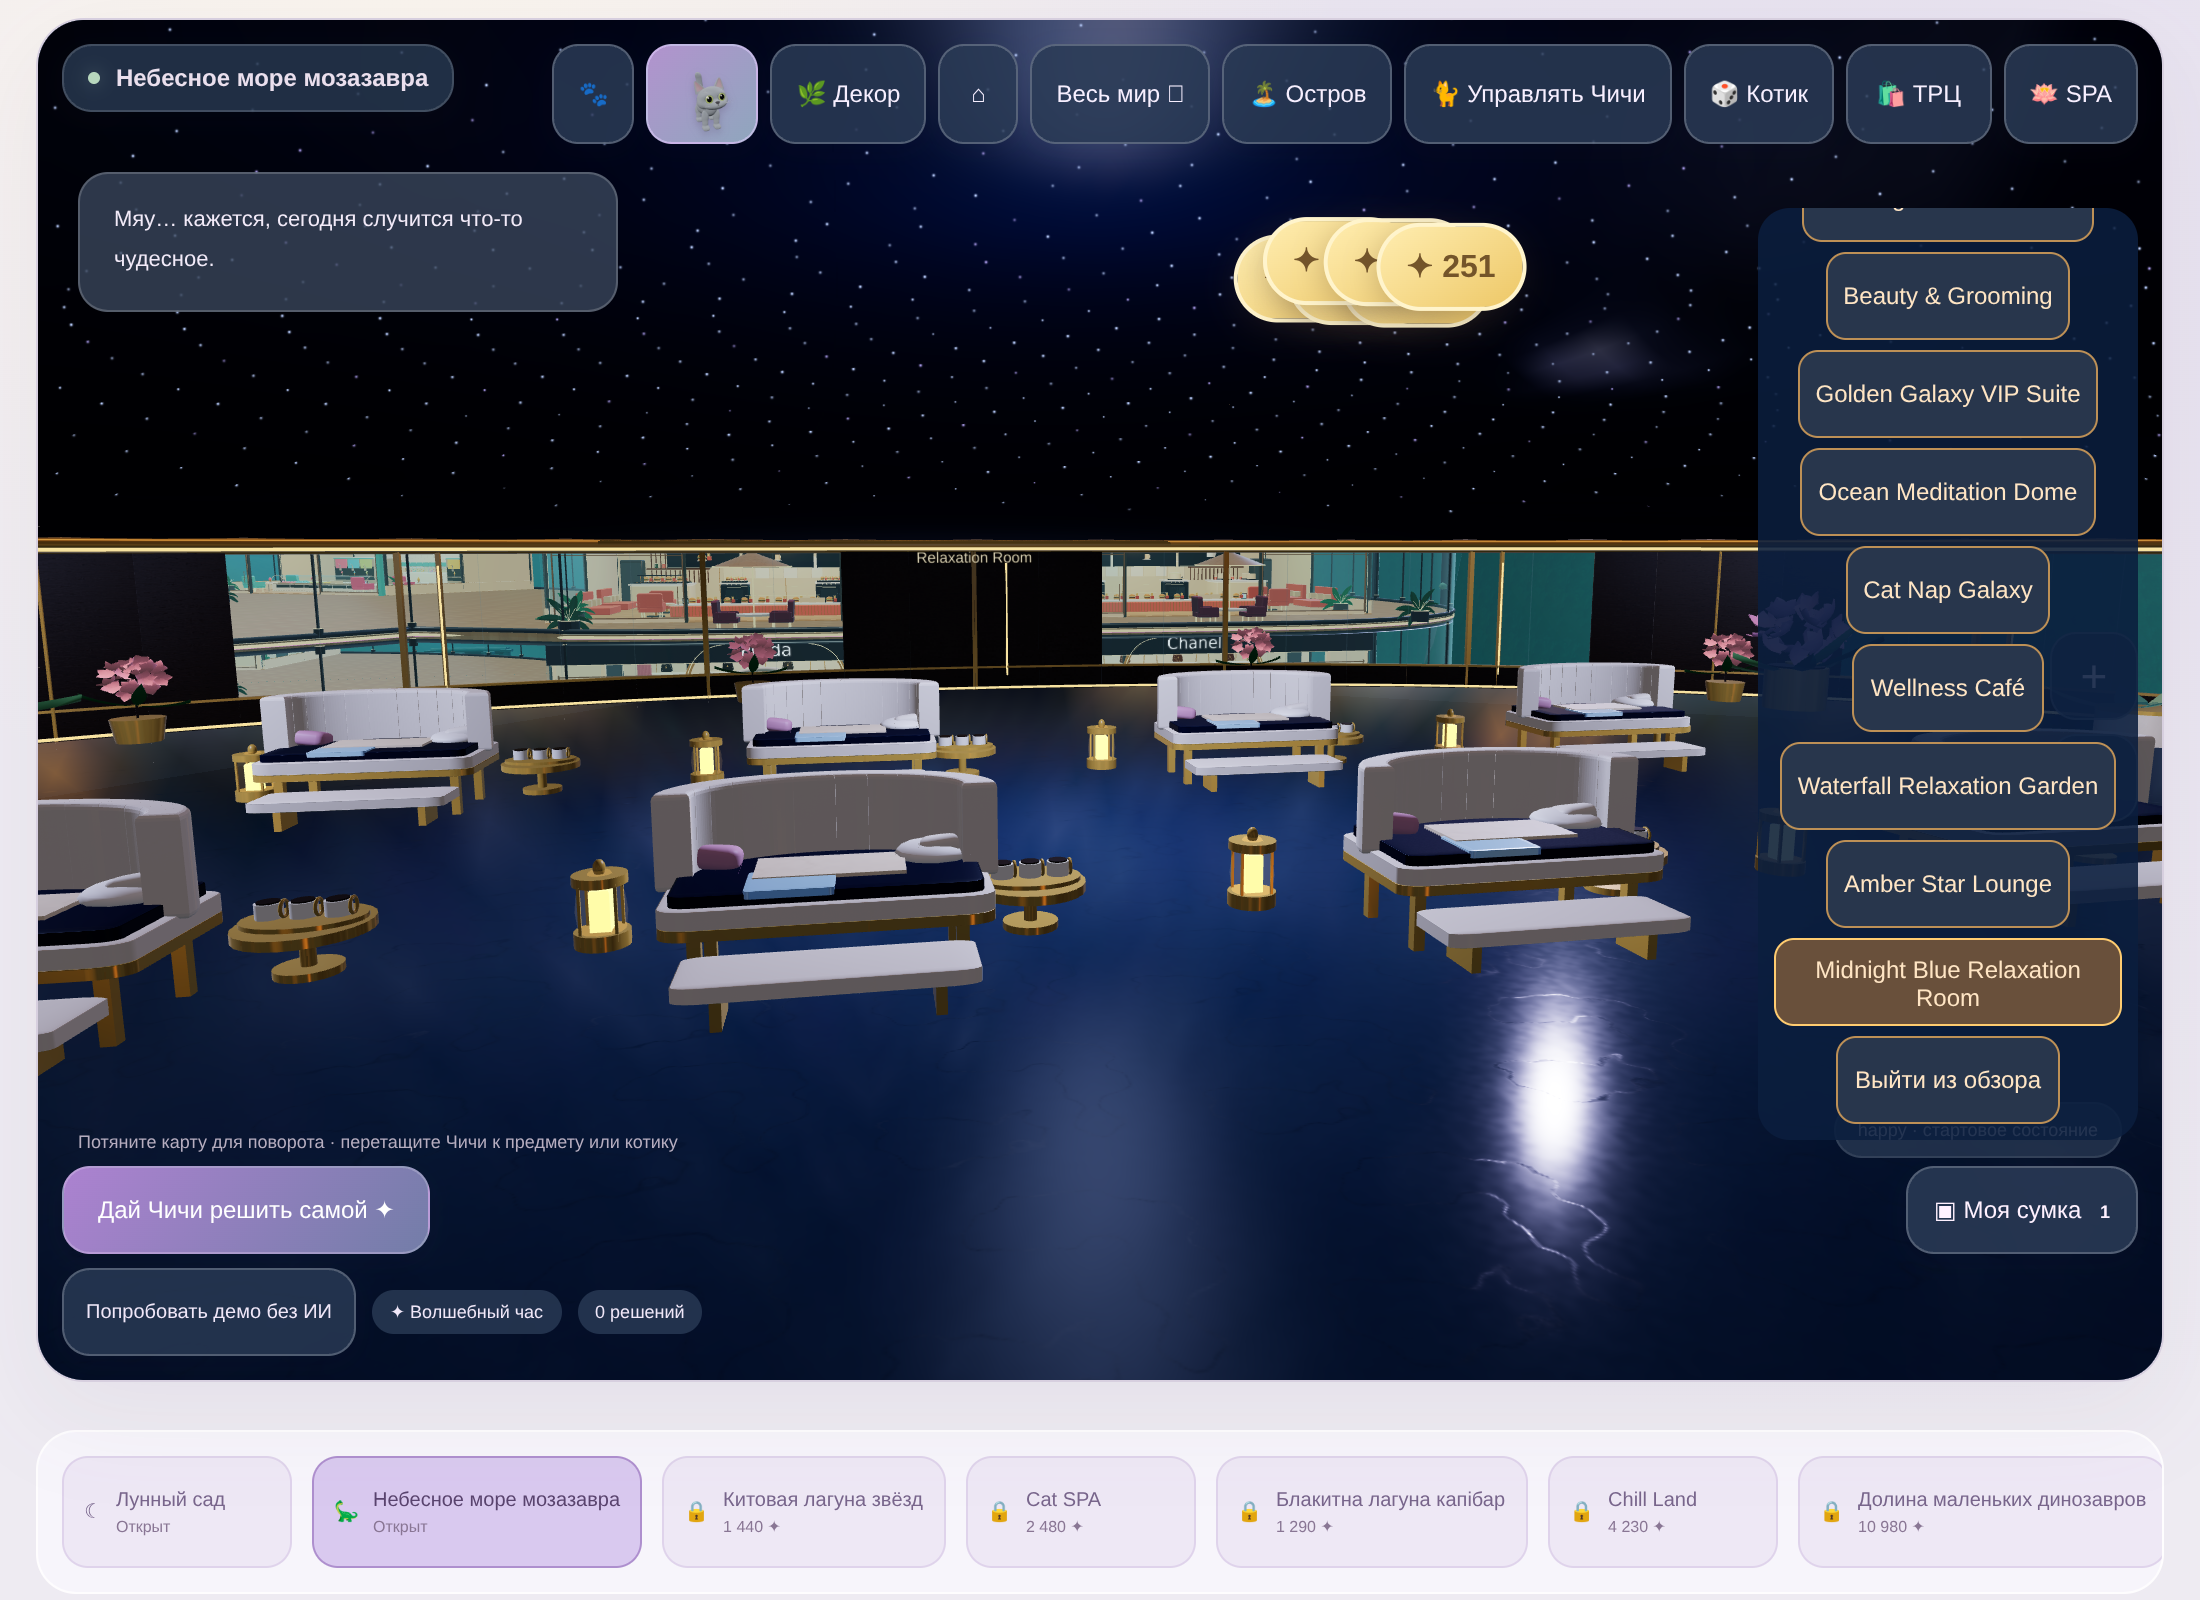 Небесное море мозазавра
Декор
Весь мир
Остров
Управлять Чичи
Котик
ТРЦ
SPA
Мяу… кажется, сегодня случится что-то
чудесное.
✦
✦
✦ 251
Beauty & Grooming
Golden Galaxy VIP Suite
Ocean Meditation Dome
Cat Nap Galaxy
Wellness Café
Waterfall Relaxation Garden
Amber Star Lounge
Midnight Blue Relaxation
Room
Выйти из обзора
happy · стартовое состояние
Relaxation Room
Chanel
Потяните карту для поворота · перетащите Чичи к предмету или котику
Дай Чичи решить самой ✦
Моя сумка 1
Попробовать демо без ИИ
✦ Волшебный час
0 решений
Лунный сад
Открыт
Небесное море мозазавра
Открыт
Китовая лагуна звёзд
1 440 ✦
Cat SPA
2 480 ✦
Блакитна лагуна капібар
1 290 ✦
Chill Land
4 230 ✦
Долина маленьких динозавров
10 980 ✦